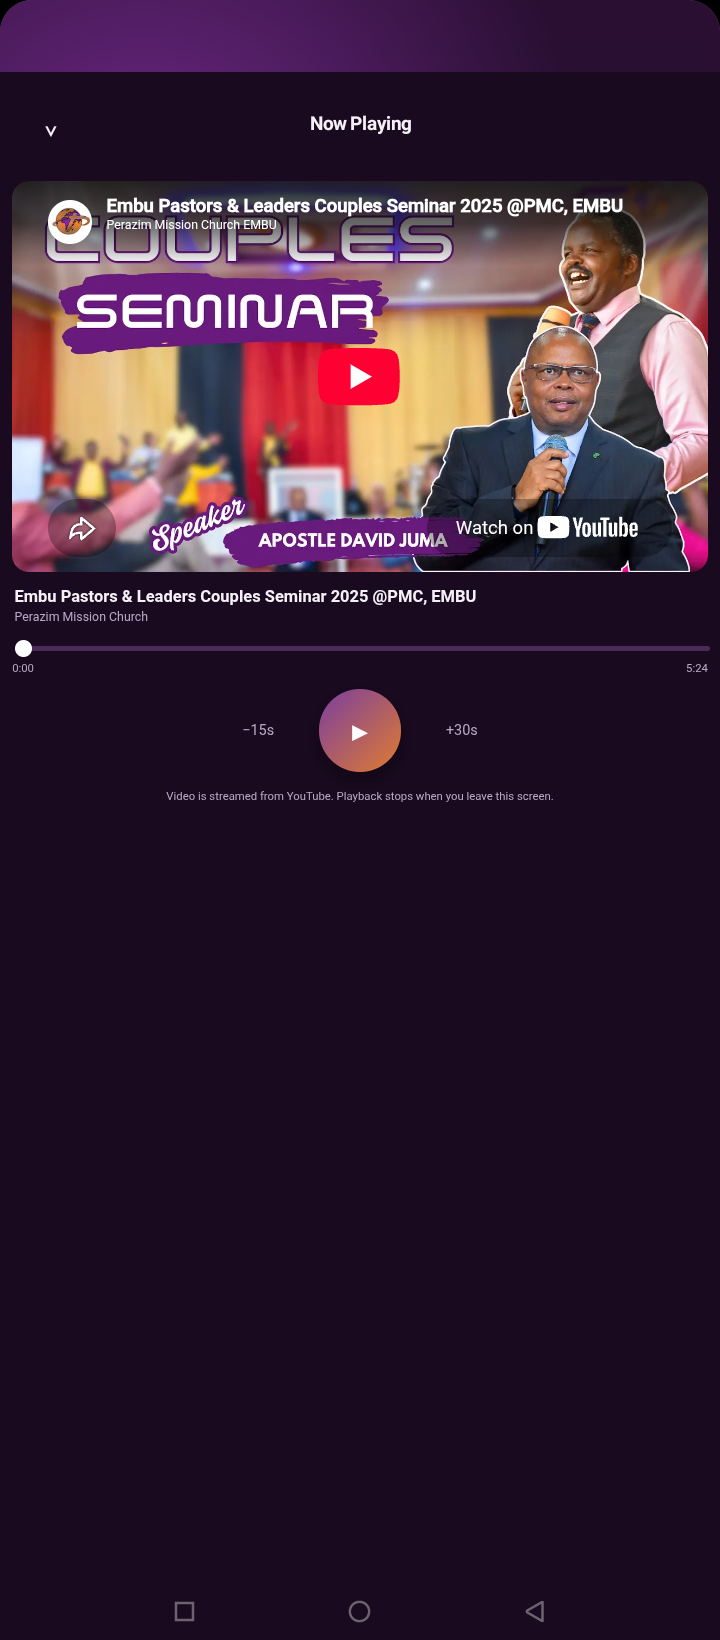 Now Playing
Embu Pastors & Leaders Couples Seminar 2025 @PMC, EMBU
Perazim Mission Church EMBU
COUPLES
SEMINAR
Speaker
APOSTLE DAVID JUMA
Watch on YouTube
Embu Pastors & Leaders Couples Seminar 2025 @PMC, EMBU
Perazim Mission Church
0:00
5:24
−15s
+30s
Video is streamed from YouTube. Playback stops when you leave this screen.